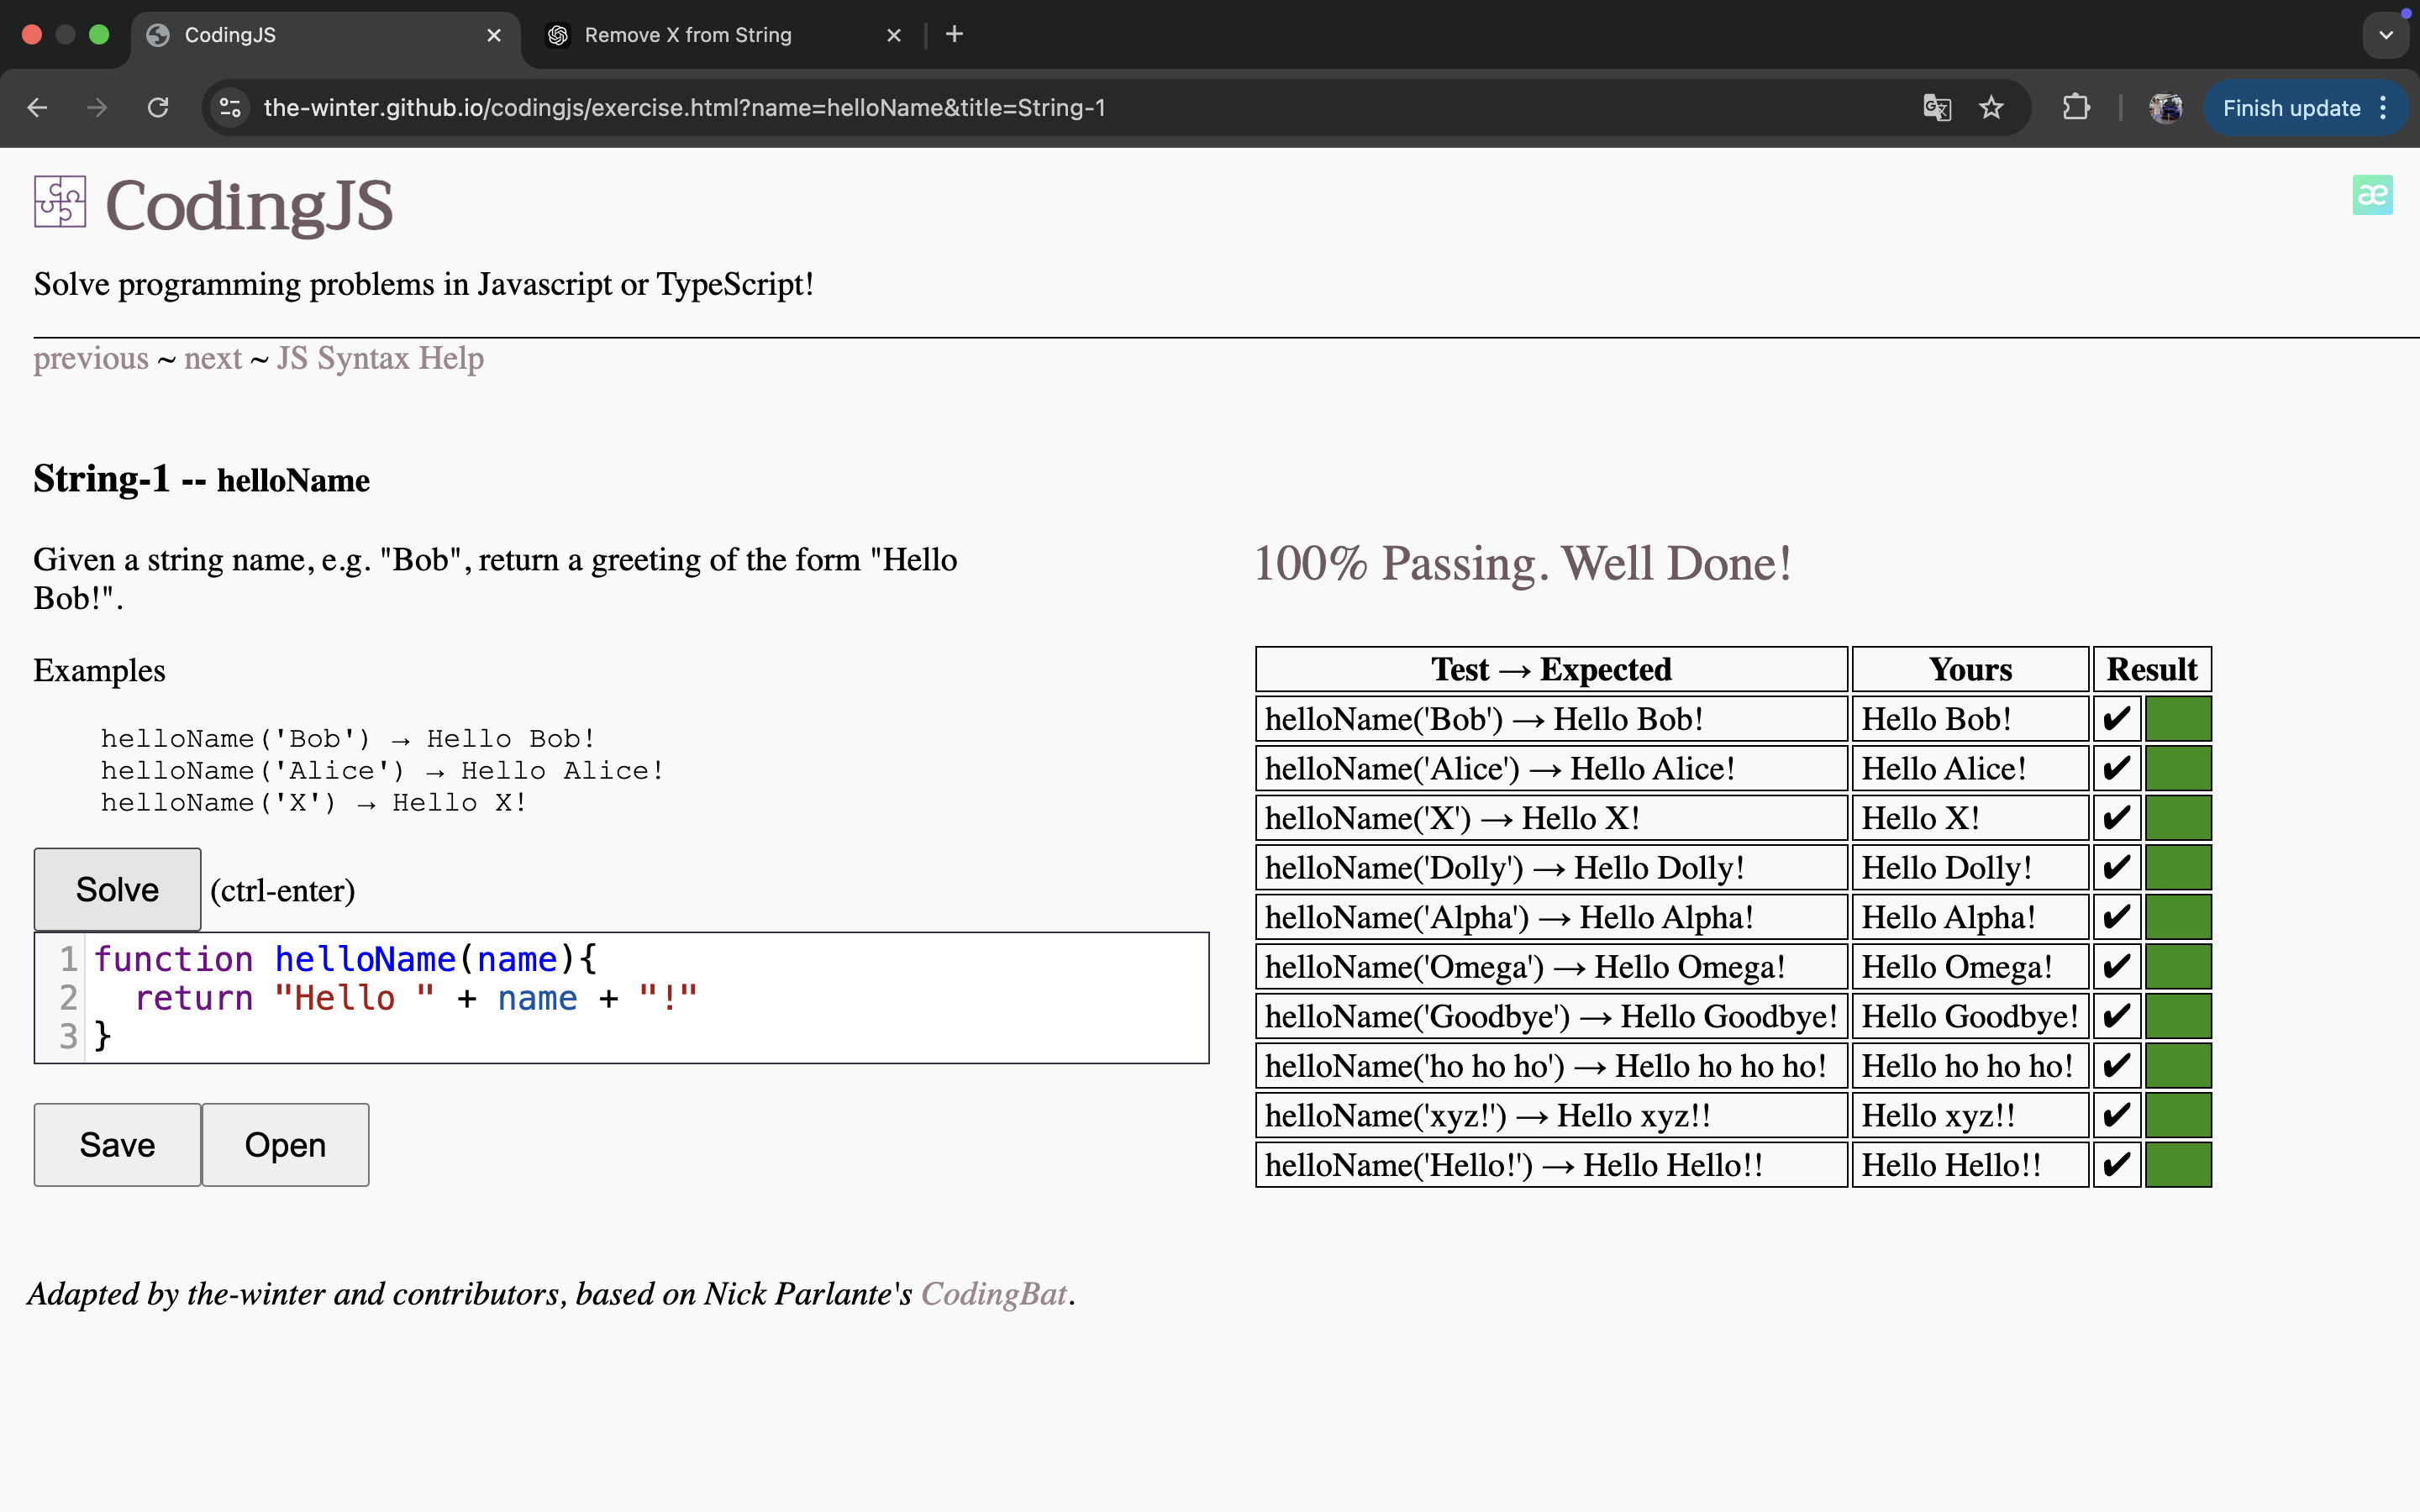 CodingJS
Remove X from String
the-winter.github.io/codingjs/exercise.html?name=helloName&title=String-1
Finish update
CodingJS
æ
Solve programming problems in Javascript or TypeScript!
previous ~ next ~ JS Syntax Help
String-1 -- helloName
Given a string name, e.g. "Bob", return a greeting of the form "Hello
Bob!".
Examples
helloName('Bob') → Hello Bob!
helloName('Alice') → Hello Alice!
helloName('X') → Hello X!
Solve (ctrl-enter)
1 function helloName(name){
2 return "Hello " + name + "!"
3 }
Save Open
100% Passing. Well Done!
Test → Expected Yours Result
helloName('Bob') → Hello Bob! Hello Bob! ✔
helloName('Alice') → Hello Alice! Hello Alice! ✔
helloName('X') → Hello X! Hello X! ✔
helloName('Dolly') → Hello Dolly! Hello Dolly! ✔
helloName('Alpha') → Hello Alpha! Hello Alpha! ✔
helloName('Omega') → Hello Omega! Hello Omega! ✔
helloName('Goodbye') → Hello Goodbye! Hello Goodbye! ✔
helloName('ho ho ho') → Hello ho ho ho! Hello ho ho ho! ✔
helloName('xyz!') → Hello xyz!! Hello xyz!! ✔
helloName('Hello!') → Hello Hello!! Hello Hello!! ✔
Adapted by the-winter and contributors, based on Nick Parlante's CodingBat.